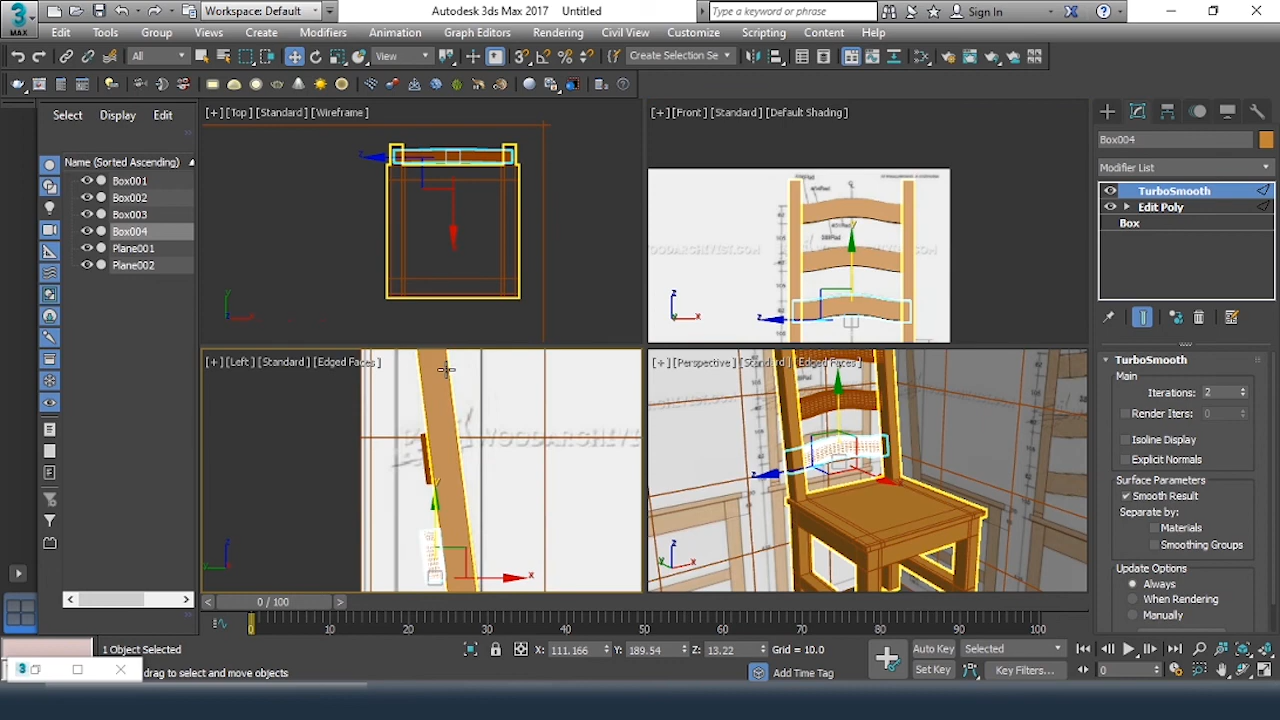 Workspace: Default
Autodesk 3ds Max 2017 Untitled
Type a keyword or phrase
Sign In
3
MAX
Edit Tools Group Views Create Modifiers Animation Graph Editors Rendering Civil View Customize Scripting Content Help
All
View
Create Selection Se
Select Display Edit
Name (Sorted Ascending)
Box001
Box002
Box003
Box004
Plane001
Plane002
[+] [Top] [Standard] [Wireframe]
[+] [Front] [Standard] [Default Shading]
[+] [Left] [Standard] [Edged Faces]
[+] [Perspective] [Standard] [Edged Faces]
WOODARCHIVIST.COM
Box004
Modifier List
TurboSmooth
Edit Poly
Box
TurboSmooth
Main
Iterations: 2
Render Iters: 0
Isoline Display
Explicit Normals
Surface Parameters
Smooth Result
Separate by:
Materials
Smoothing Groups
Update Options
Always
When Rendering
Manually
0 / 100
0 10 20 30 40 50 60 70 80 90 100
1 Object Selected
X: 111.166 Y: 189.54 Z: 13.22 Grid = 10.0
Auto Key Selected
drag to select and move objects
Add Time Tag
Set Key Key Filters... 0